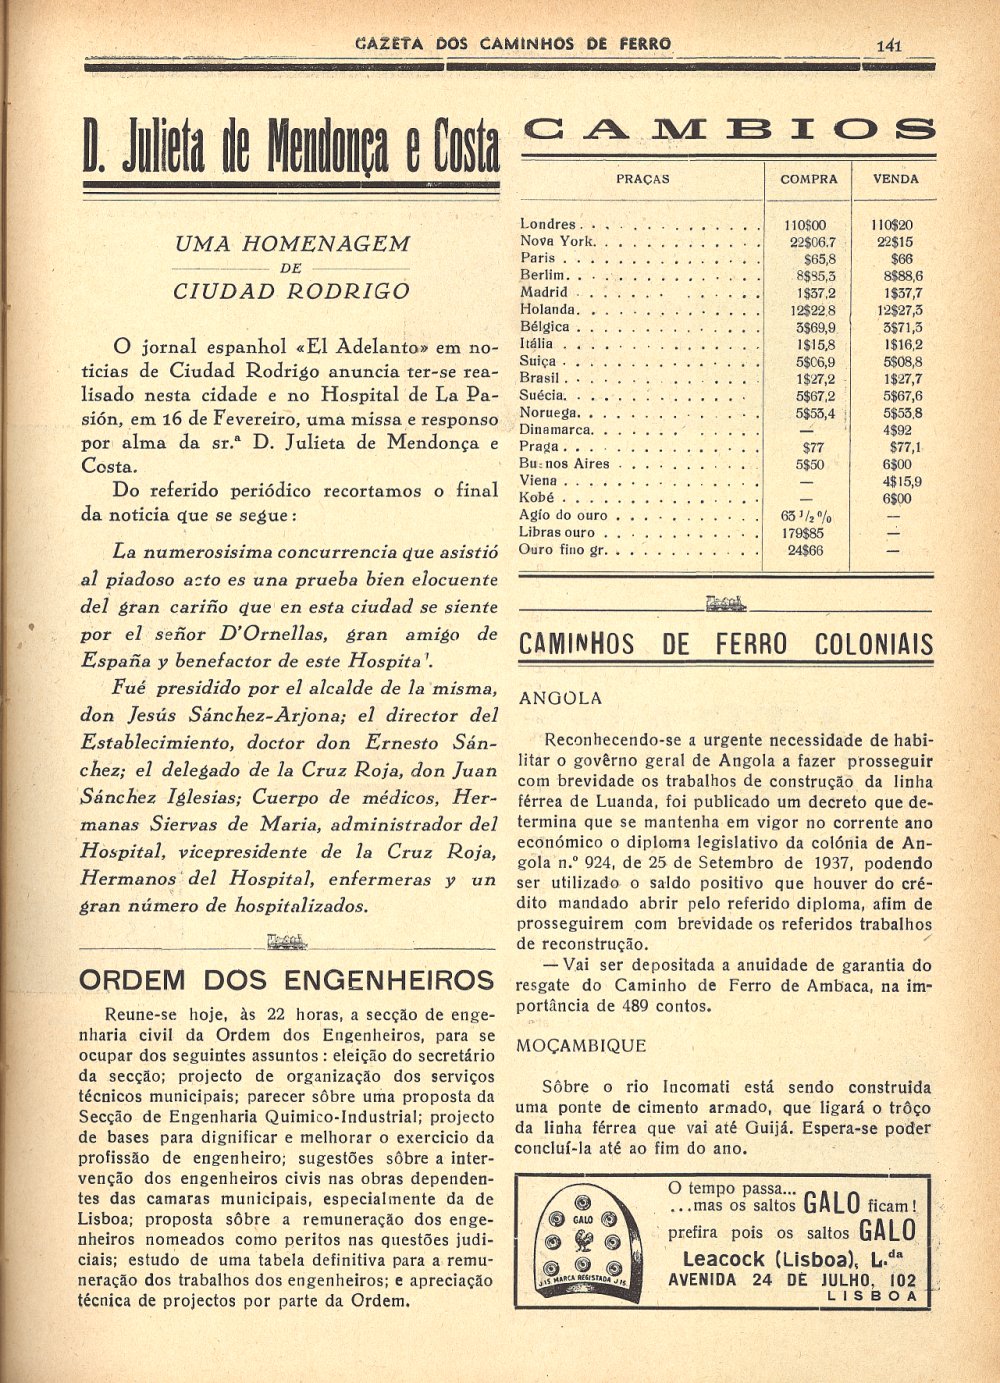 GAZETA DOS CAMINHOS DE FERRO 141
D. Julieta de Mendonça e Costa
UMA HOMENAGEM
DE
CIUDAD RODRIGO
O jornal espanhol «El Adelanto» em no-
ticias de Ciudad Rodrigo anuncia ter-se rea-
lisado nesta cidade e no Hospital de La Pa-
sión, em 16 de Fevereiro, uma missa e responso
por alma da sr.ª D. Julieta de Mendonça e
Costa.
Do referido periódico recortamos o final
da noticia que se segue:
La numerosisima concurrencia que asistió
al piadoso acto es una prueba bien elocuente
del gran cariño que en esta ciudad se siente
por el señor D'Ornellas, gran amigo de
España y benefactor de este Hospital.
Fué presidido por el alcalde de la misma,
don Jesús Sánchez-Arjona; el director del
Establecimiento, doctor don Ernesto Sán-
chez; el delegado de la Cruz Roja, don Juan
Sánchez Iglesias; Cuerpo de médicos, Her-
manas Siervas de Maria, administrador del
Hospital, vicepresidente de la Cruz Roja,
Hermanos del Hospital, enfermeras y un
gran número de hospitalizados.
ORDEM DOS ENGENHEIROS
Reune-se hoje, às 22 horas, a secção de enge-
nharia civil da Ordem dos Engenheiros, para se
ocupar dos seguintes assuntos: eleição do secretário
da secção; projecto de organização dos serviços
técnicos municipais; parecer sôbre uma proposta da
Secção de Engenharia Quimico-Industrial; projecto
de bases para dignificar e melhorar o exercicio da
profissão de engenheiro; sugestões sôbre a inter-
venção dos engenheiros civis nas obras dependen-
tes das camaras municipais, especialmente da de
Lisboa; proposta sôbre a remuneração dos enge-
nheiros nomeados como peritos nas questões judi-
ciais; estudo de uma tabela definitiva para a remu-
neração dos trabalhos dos engenheiros; e apreciação
técnica de projectos por parte da Ordem.
CAMBIOS
PRAÇAS COMPRA VENDA
Londres . . . . . . . . . . . . . 110$00 110$20
Nova York. . . . . . . . . . . . 22$06,7 22$15
Paris . . . . . . . . . . . . . . $65,8 $66
Berlim. . . . . . . . . . . . . . 8$85,3 8$88,6
Madrid . . . . . . . . . . . . . 1$37,2 1$37,7
Holanda. . . . . . . . . . . . . 12$22,8 12$27,3
Bélgica . . . . . . . . . . . . . 3$69,9 3$71,3
Itália . . . . . . . . . . . . . . 1$15,8 1$16,2
Suiça . . . . . . . . . . . . . . 5$06,9 5$08,8
Brasil . . . . . . . . . . . . . . 1$27,2 1$27,7
Suécia. . . . . . . . . . . . . . 5$67,2 5$67,6
Noruega. . . . . . . . . . . . . 5$53,4 5$53,8
Dinamarca. . . . . . . . . . . . — 4$92
Praga . . . . . . . . . . . . . . $77 $77,1
Buenos Aires . . . . . . . . . . 5$50 6$00
Viena . . . . . . . . . . . . . . — 4$15,9
Kobé . . . . . . . . . . . . . . — 6$00
Agio do ouro . . . . . . . . . . 63 1/2 % —
Libras ouro . . . . . . . . . . . 179$85 —
Ouro fino gr. . . . . . . . . . . 24$66 —
CAMINHOS DE FERRO COLONIAIS
ANGOLA
Reconhecendo-se a urgente necessidade de habi-
litar o govêrno geral de Angola a fazer prosseguir
com brevidade os trabalhos de construção da linha
férrea de Luanda, foi publicado um decreto que de-
termina que se mantenha em vigor no corrente ano
económico o diploma legislativo da colónia de An-
gola n.º 924, de 25 de Setembro de 1937, podendo
ser utilizado o saldo positivo que houver do cré-
dito mandado abrir pelo referido diploma, afim de
prosseguirem com brevidade os referidos trabalhos
de reconstrução.
— Vai ser depositada a anuidade de garantia do
resgate do Caminho de Ferro de Ambaca, na im-
portância de 489 contos.
MOÇAMBIQUE
Sôbre o rio Incomati está sendo construida
uma ponte de cimento armado, que ligará o trôço
da linha férrea que vai até Guijá. Espera-se poder
concluí-la até ao fim do ano.
GALO
J.15. MARCA REGISTADA J.15.
O tempo passa...
...mas os saltos GALO ficam!
prefira pois os saltos GALO
Leacock (Lisboa), L.da
AVENIDA 24 DE JULHO, 102
LISBOA